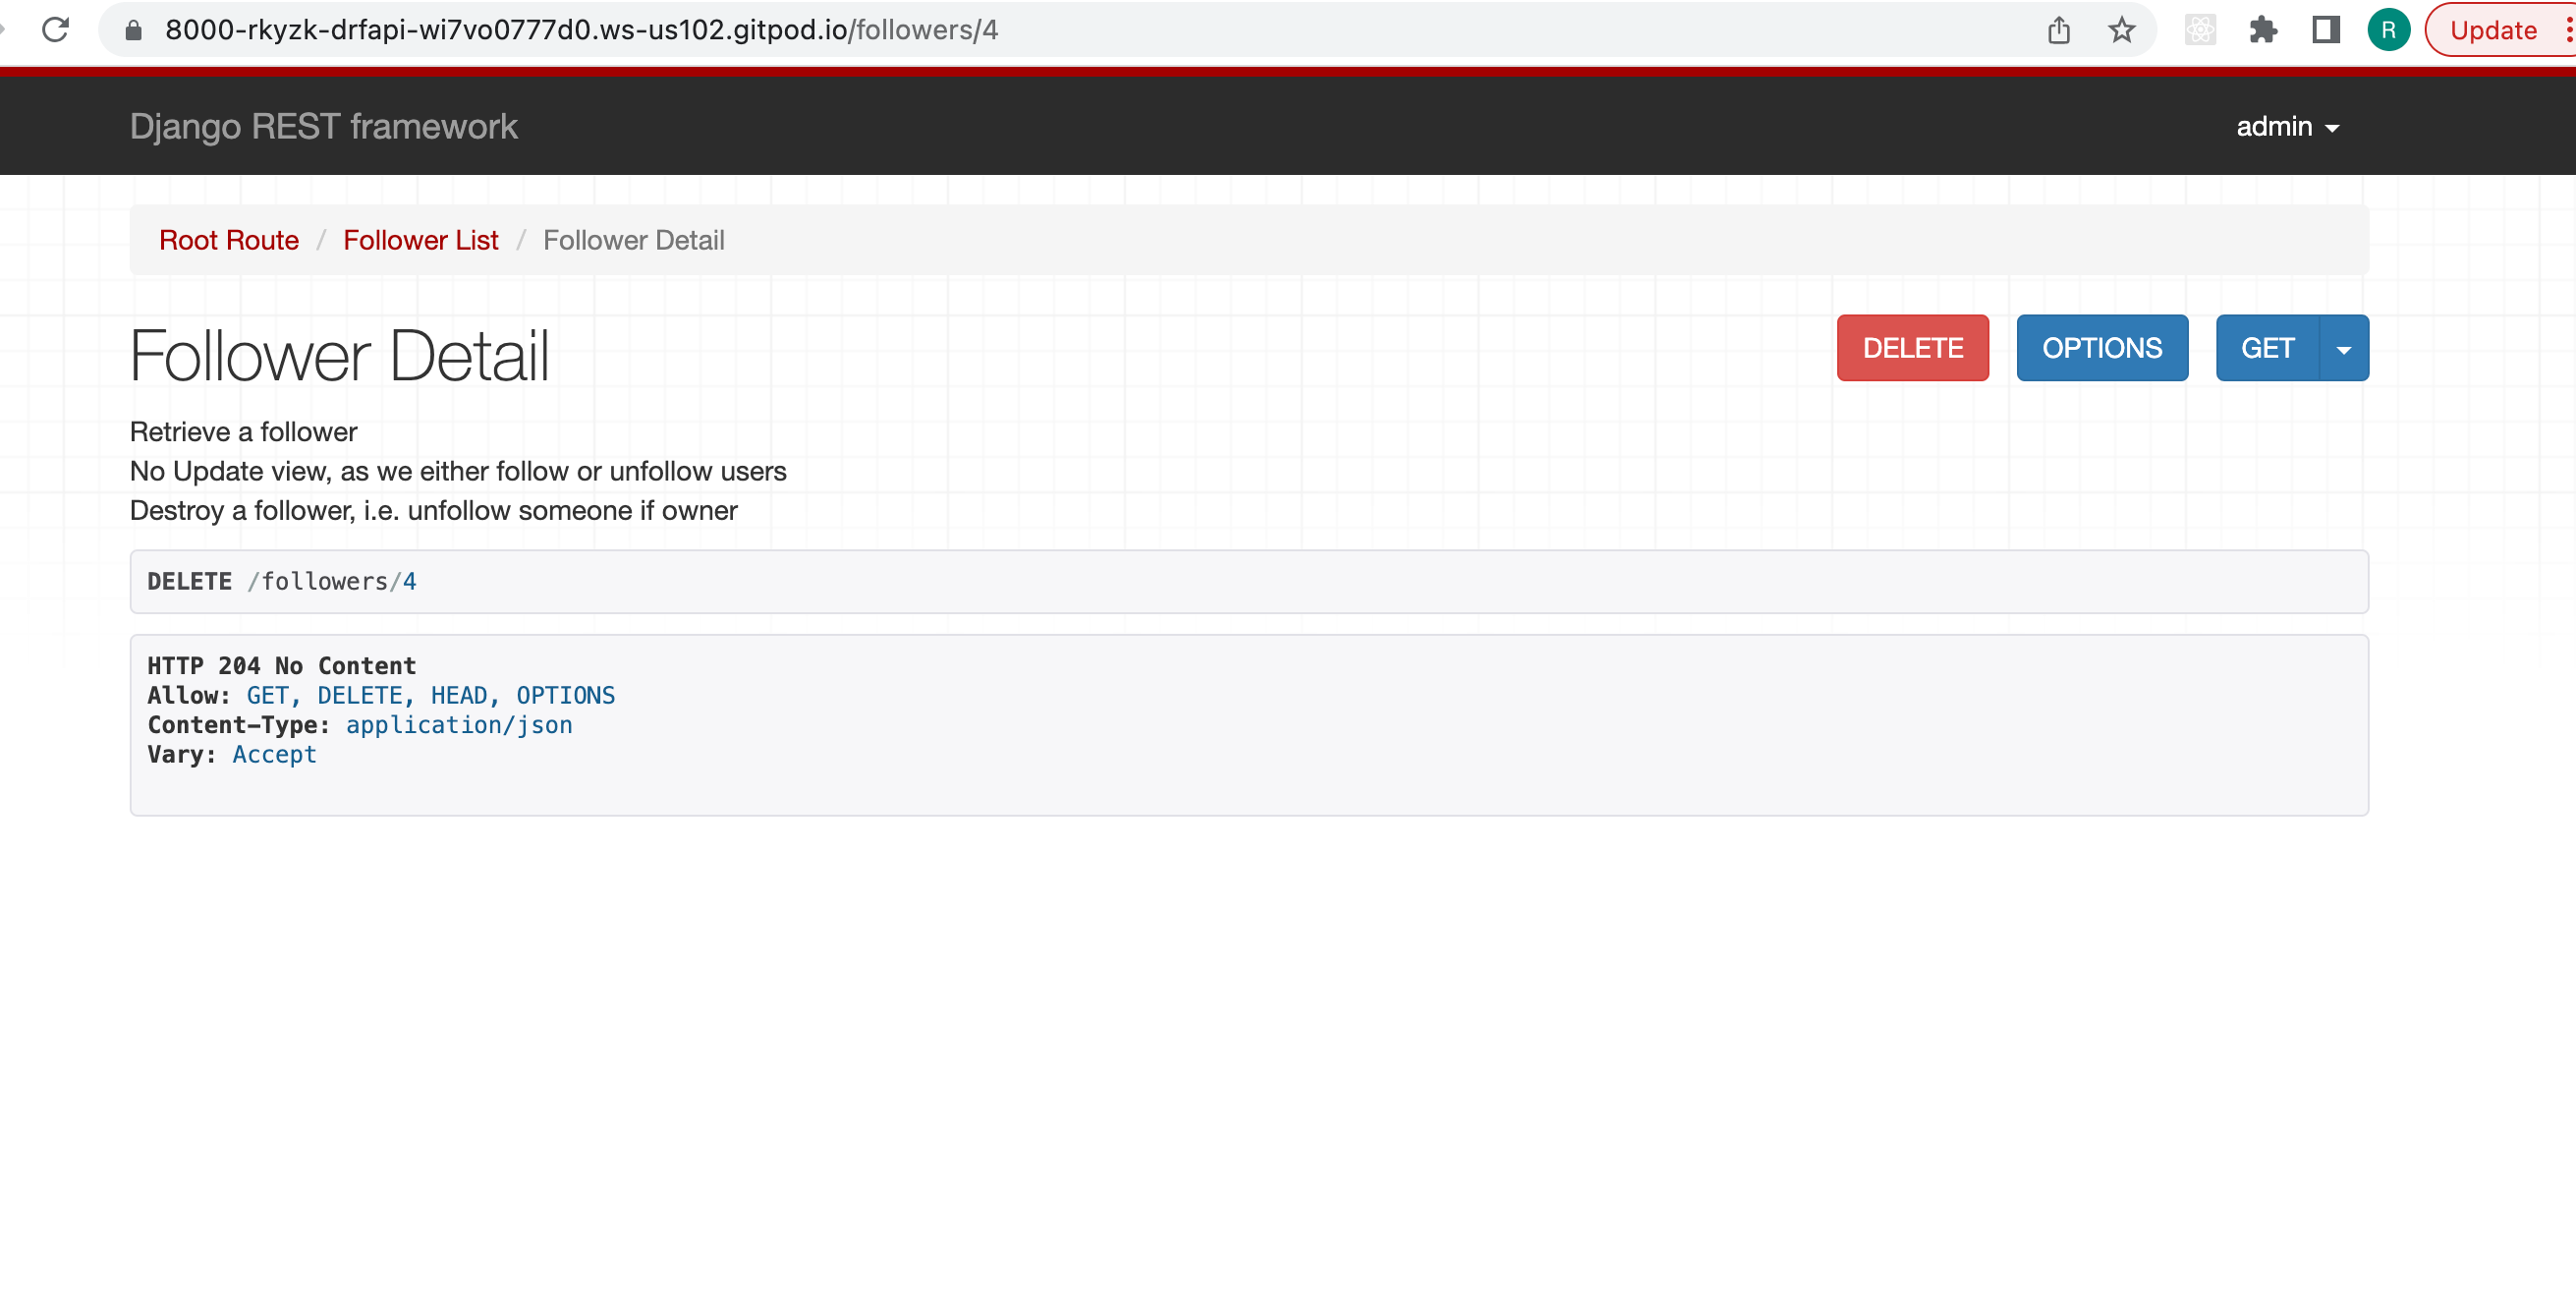 8000-rkyzk-drfapi-wi7vo0777d0.ws-us102.gitpod.io/followers/4
R
Update
Django REST framework
admin
Root Route / Follower List / Follower Detail
Follower Detail
DELETE
OPTIONS
GET
Retrieve a follower
No Update view, as we either follow or unfollow users
Destroy a follower, i.e. unfollow someone if owner
DELETE /followers/4
HTTP 204 No Content
Allow: GET, DELETE, HEAD, OPTIONS
Content-Type: application/json
Vary: Accept